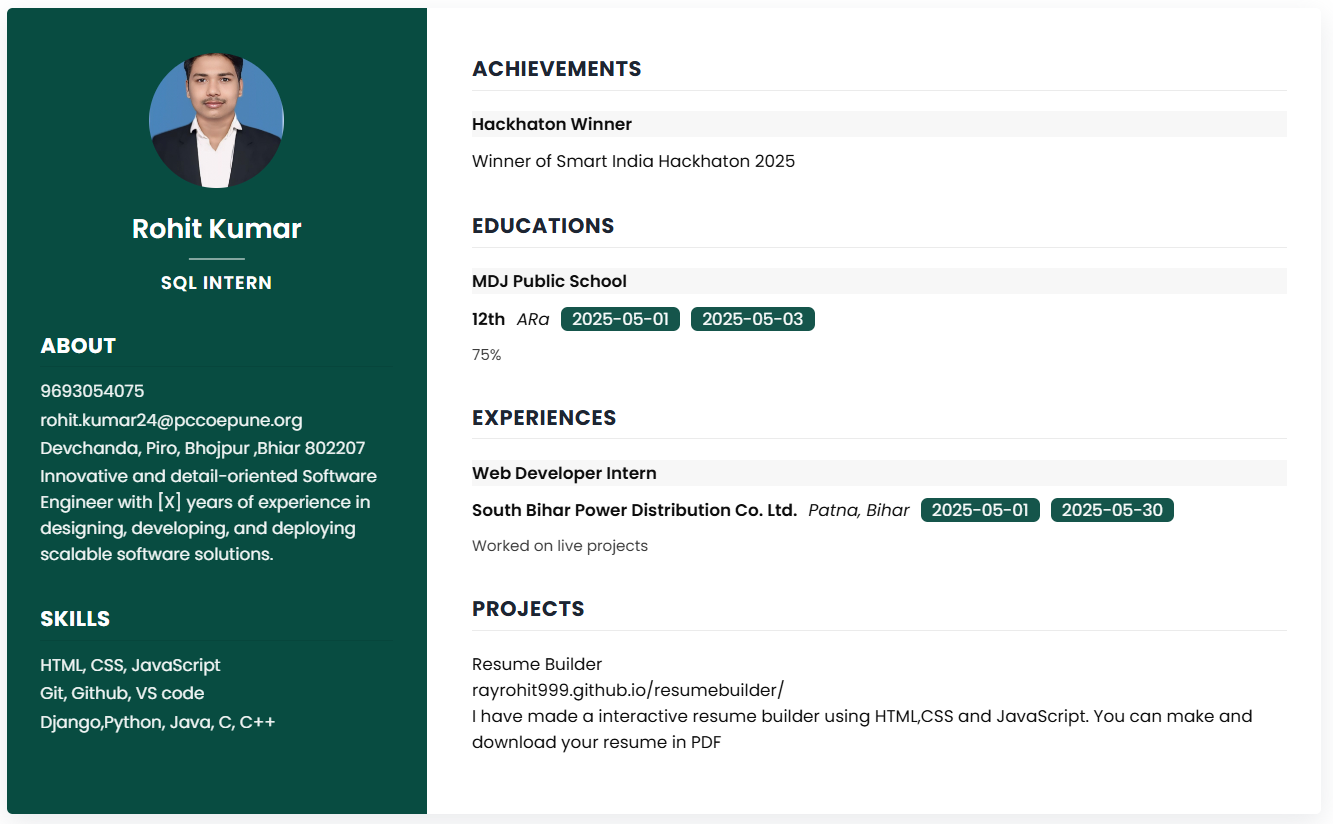 Rohit Kumar
SQL INTERN
ABOUT
9693054075
rohit.kumar24@pccoepune.org
Devchanda, Piro, Bhojpur ,Bhiar 802207
Innovative and detail-oriented Software
Engineer with [X] years of experience in
designing, developing, and deploying
scalable software solutions.
SKILLS
HTML, CSS, JavaScript
Git, Github, VS code
Django,Python, Java, C, C++
ACHIEVEMENTS
Hackhaton Winner
Winner of Smart India Hackhaton 2025
EDUCATIONS
MDJ Public School
12th ARa 2025-05-01 2025-05-03
75%
EXPERIENCES
Web Developer Intern
South Bihar Power Distribution Co. Ltd. Patna, Bihar 2025-05-01 2025-05-30
Worked on live projects
PROJECTS
Resume Builder
rayrohit999.github.io/resumebuilder/
I have made a interactive resume builder using HTML,CSS and JavaScript. You can make and
download your resume in PDF